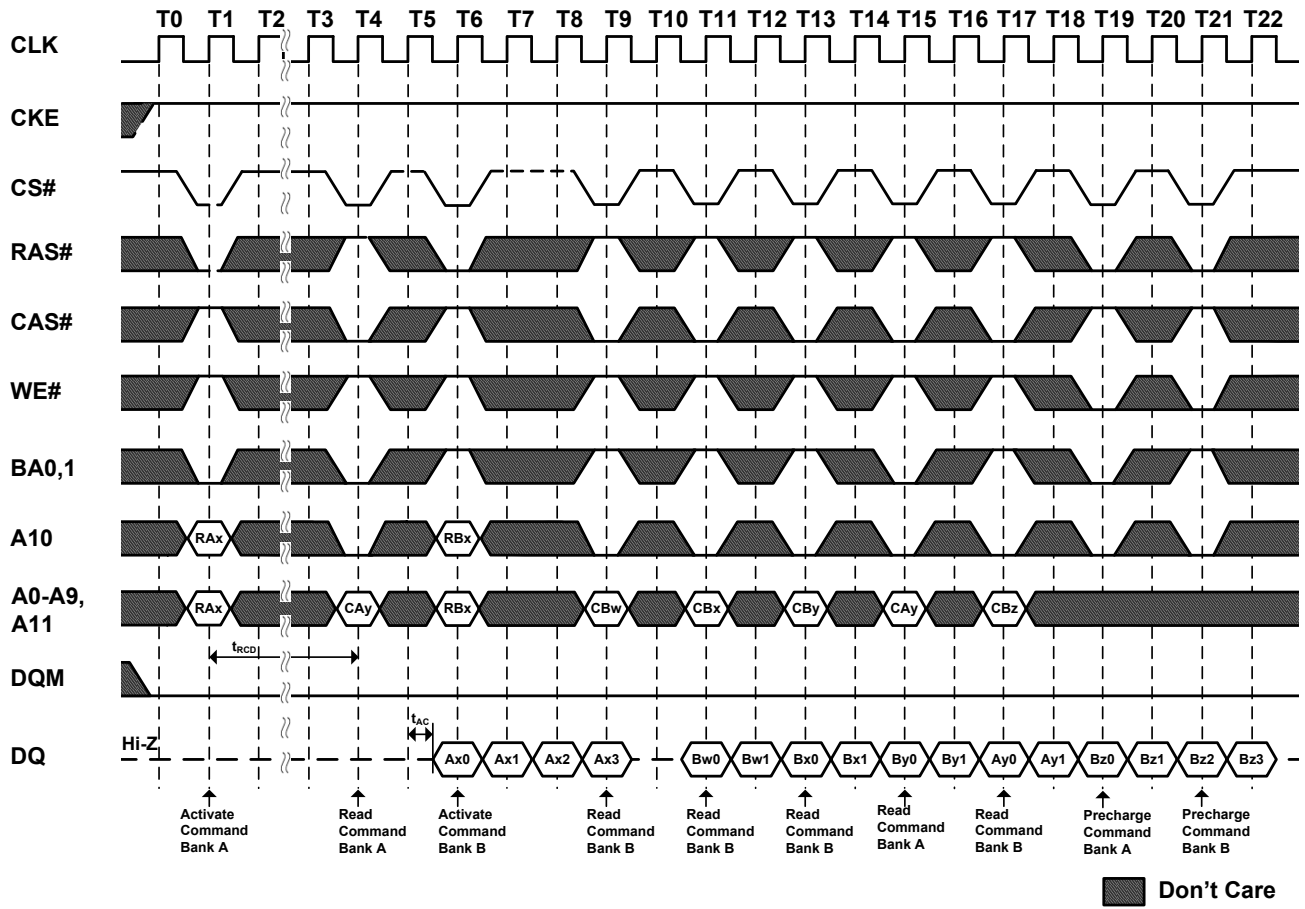 T0 T1 T2 T3 T4 T5 T6 T7 T8 T9 T10 T11 T12 T13 T14 T15 T16 T17 T18 T19 T20 T21 T22
CLK
CKE
CS#
RAS#
CAS#
WE#
BA0,1
A10
RAx RBx
A0-A9,
A11
RAx CAy RBx CBw CBx CBy CAy CBz
tRCD
DQM
tAC
Hi-Z
DQ
Ax0 Ax1 Ax2 Ax3 Bw0 Bw1 Bx0 Bx1 By0 By1 Ay0 Ay1 Bz0 Bz1 Bz2 Bz3
Activate
Command
Bank A
Read
Command
Bank A
Activate
Command
Bank B
Read
Command
Bank B
Read
Command
Bank B
Read
Command
Bank B
Read
Command
Bank A
Read
Command
Bank B
Precharge
Command
Bank A
Precharge
Command
Bank B
Don't Care